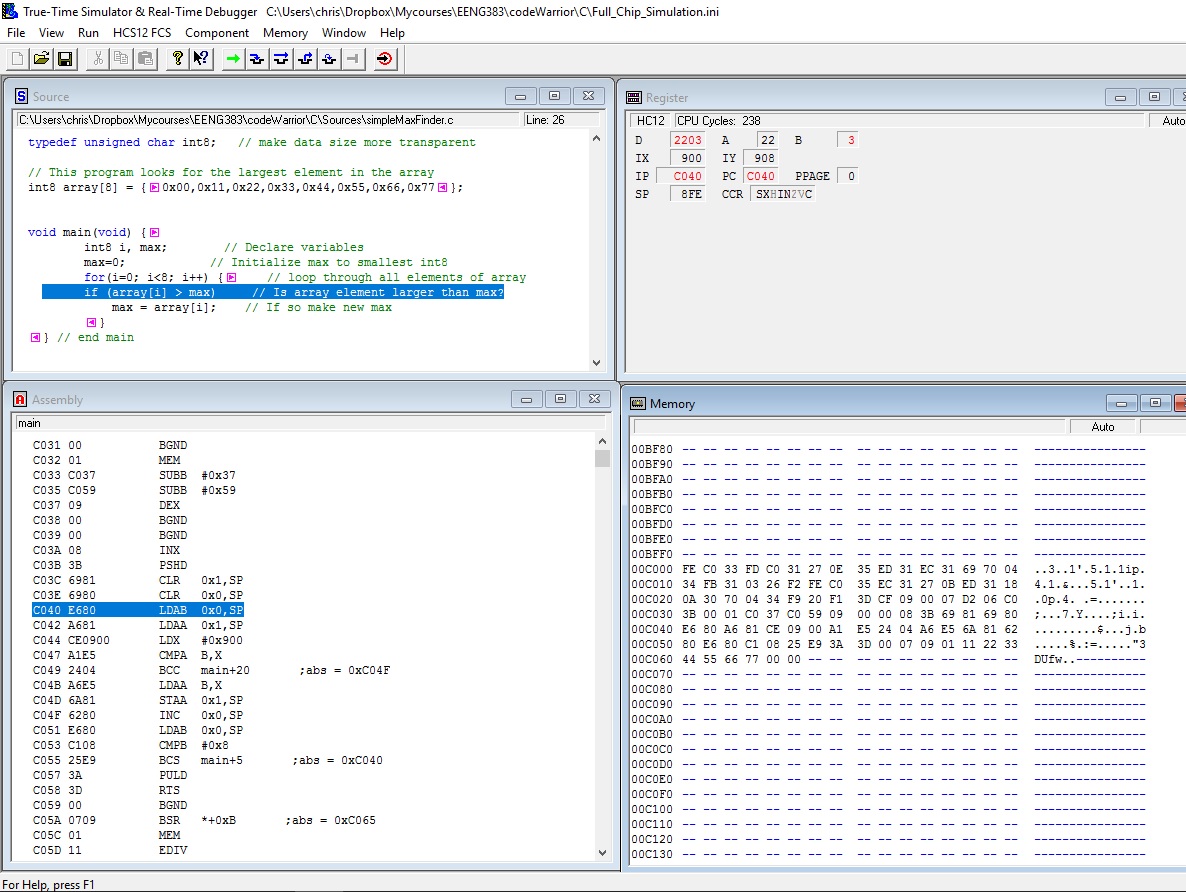 True-Time Simulator & Real-Time Debugger C:\Users\chris\Dropbox\Mycourses\EENG383\codeWarrior\C\Full_Chip_Simulation.ini
File View Run HCS12 FCS Component Memory Window Help
Source
C:\Users\chris\Dropbox\Mycourses\EENG383\codeWarrior\C\Sources\simpleMaxFinder.c Line: 26
typedef unsigned char int8; // make data size more transparent
// This program looks for the largest element in the array
int8 array[8] = {0x00,0x11,0x22,0x33,0x44,0x55,0x66,0x77};
void main(void) {
int8 i, max; // Declare variables
max=0; // Initialize max to smallest int8
for(i=0; i<8; i++) { // loop through all elements of array
if (array[i] > max) // Is array element larger than max?
max = array[i]; // If so make new max
}
} // end main
Register
HC12 CPU Cycles: 238 Auto
D 2203 A 22 B 3
IX 900 IY 908
IP C040 PC C040 PPAGE 0
SP 8FE CCR SXHINZVC
Assembly
main
C031 00 BGND
C032 01 MEM
C033 C037 SUBB #0x37
C035 C059 SUBB #0x59
C037 09 DEX
C038 00 BGND
C039 00 BGND
C03A 08 INX
C03B 3B PSHD
C03C 6981 CLR 0x1,SP
C03E 6980 CLR 0x0,SP
C040 E680 LDAB 0x0,SP
C042 A681 LDAA 0x1,SP
C044 CE0900 LDX #0x900
C047 A1E5 CMPA B,X
C049 2404 BCC main+20 ;abs = 0xC04F
C04B A6E5 LDAA B,X
C04D 6A81 STAA 0x1,SP
C04F 6280 INC 0x0,SP
C051 E680 LDAB 0x0,SP
C053 C108 CMPB #0x8
C055 25E9 BCS main+5 ;abs = 0xC040
C057 3A PULD
C058 3D RTS
C059 00 BGND
C05A 0709 BSR *+0xB ;abs = 0xC065
C05C 01 MEM
C05D 11 EDIV
Memory
Auto
00BF80 -- -- -- -- -- -- -- -- -- -- -- -- -- -- -- -- ----------------
00BF90 -- -- -- -- -- -- -- -- -- -- -- -- -- -- -- -- ----------------
00BFA0 -- -- -- -- -- -- -- -- -- -- -- -- -- -- -- -- ----------------
00BFB0 -- -- -- -- -- -- -- -- -- -- -- -- -- -- -- -- ----------------
00BFC0 -- -- -- -- -- -- -- -- -- -- -- -- -- -- -- -- ----------------
00BFD0 -- -- -- -- -- -- -- -- -- -- -- -- -- -- -- -- ----------------
00BFE0 -- -- -- -- -- -- -- -- -- -- -- -- -- -- -- -- ----------------
00BFF0 -- -- -- -- -- -- -- -- -- -- -- -- -- -- -- -- ----------------
00C000 FE C0 33 FD C0 31 27 0E 35 ED 31 EC 31 69 70 04 ..3..1'.5.1.1ip.
00C010 34 FB 31 03 26 F2 FE C0 35 EC 31 27 0B ED 31 18 4.1.&...5.1'..1.
00C020 0A 30 70 04 34 F9 20 F1 3D CF 09 00 07 D2 06 C0 .0p.4. .=.......
00C030 3B 00 01 C0 37 C0 59 09 00 00 08 3B 69 81 69 80 ;...7.Y....;i.i.
00C040 E6 80 A6 81 CE 09 00 A1 E5 24 04 A6 E5 6A 81 62 .........$...j.b
00C050 80 E6 80 C1 08 25 E9 3A 3D 00 07 09 01 11 22 33 .....%.:=....."3
00C060 44 55 66 77 00 00 -- -- -- -- -- -- -- -- -- -- DUfw..----------
00C070 -- -- -- -- -- -- -- -- -- -- -- -- -- -- -- -- ----------------
00C080 -- -- -- -- -- -- -- -- -- -- -- -- -- -- -- -- ----------------
00C090 -- -- -- -- -- -- -- -- -- -- -- -- -- -- -- -- ----------------
00C0A0 -- -- -- -- -- -- -- -- -- -- -- -- -- -- -- -- ----------------
00C0B0 -- -- -- -- -- -- -- -- -- -- -- -- -- -- -- -- ----------------
00C0C0 -- -- -- -- -- -- -- -- -- -- -- -- -- -- -- -- ----------------
00C0D0 -- -- -- -- -- -- -- -- -- -- -- -- -- -- -- -- ----------------
00C0E0 -- -- -- -- -- -- -- -- -- -- -- -- -- -- -- -- ----------------
00C0F0 -- -- -- -- -- -- -- -- -- -- -- -- -- -- -- -- ----------------
00C100 -- -- -- -- -- -- -- -- -- -- -- -- -- -- -- -- ----------------
00C110 -- -- -- -- -- -- -- -- -- -- -- -- -- -- -- -- ----------------
00C120 -- -- -- -- -- -- -- -- -- -- -- -- -- -- -- -- ----------------
00C130 -- -- -- -- -- -- -- -- -- -- -- -- -- -- -- -- ----------------
For Help, press F1